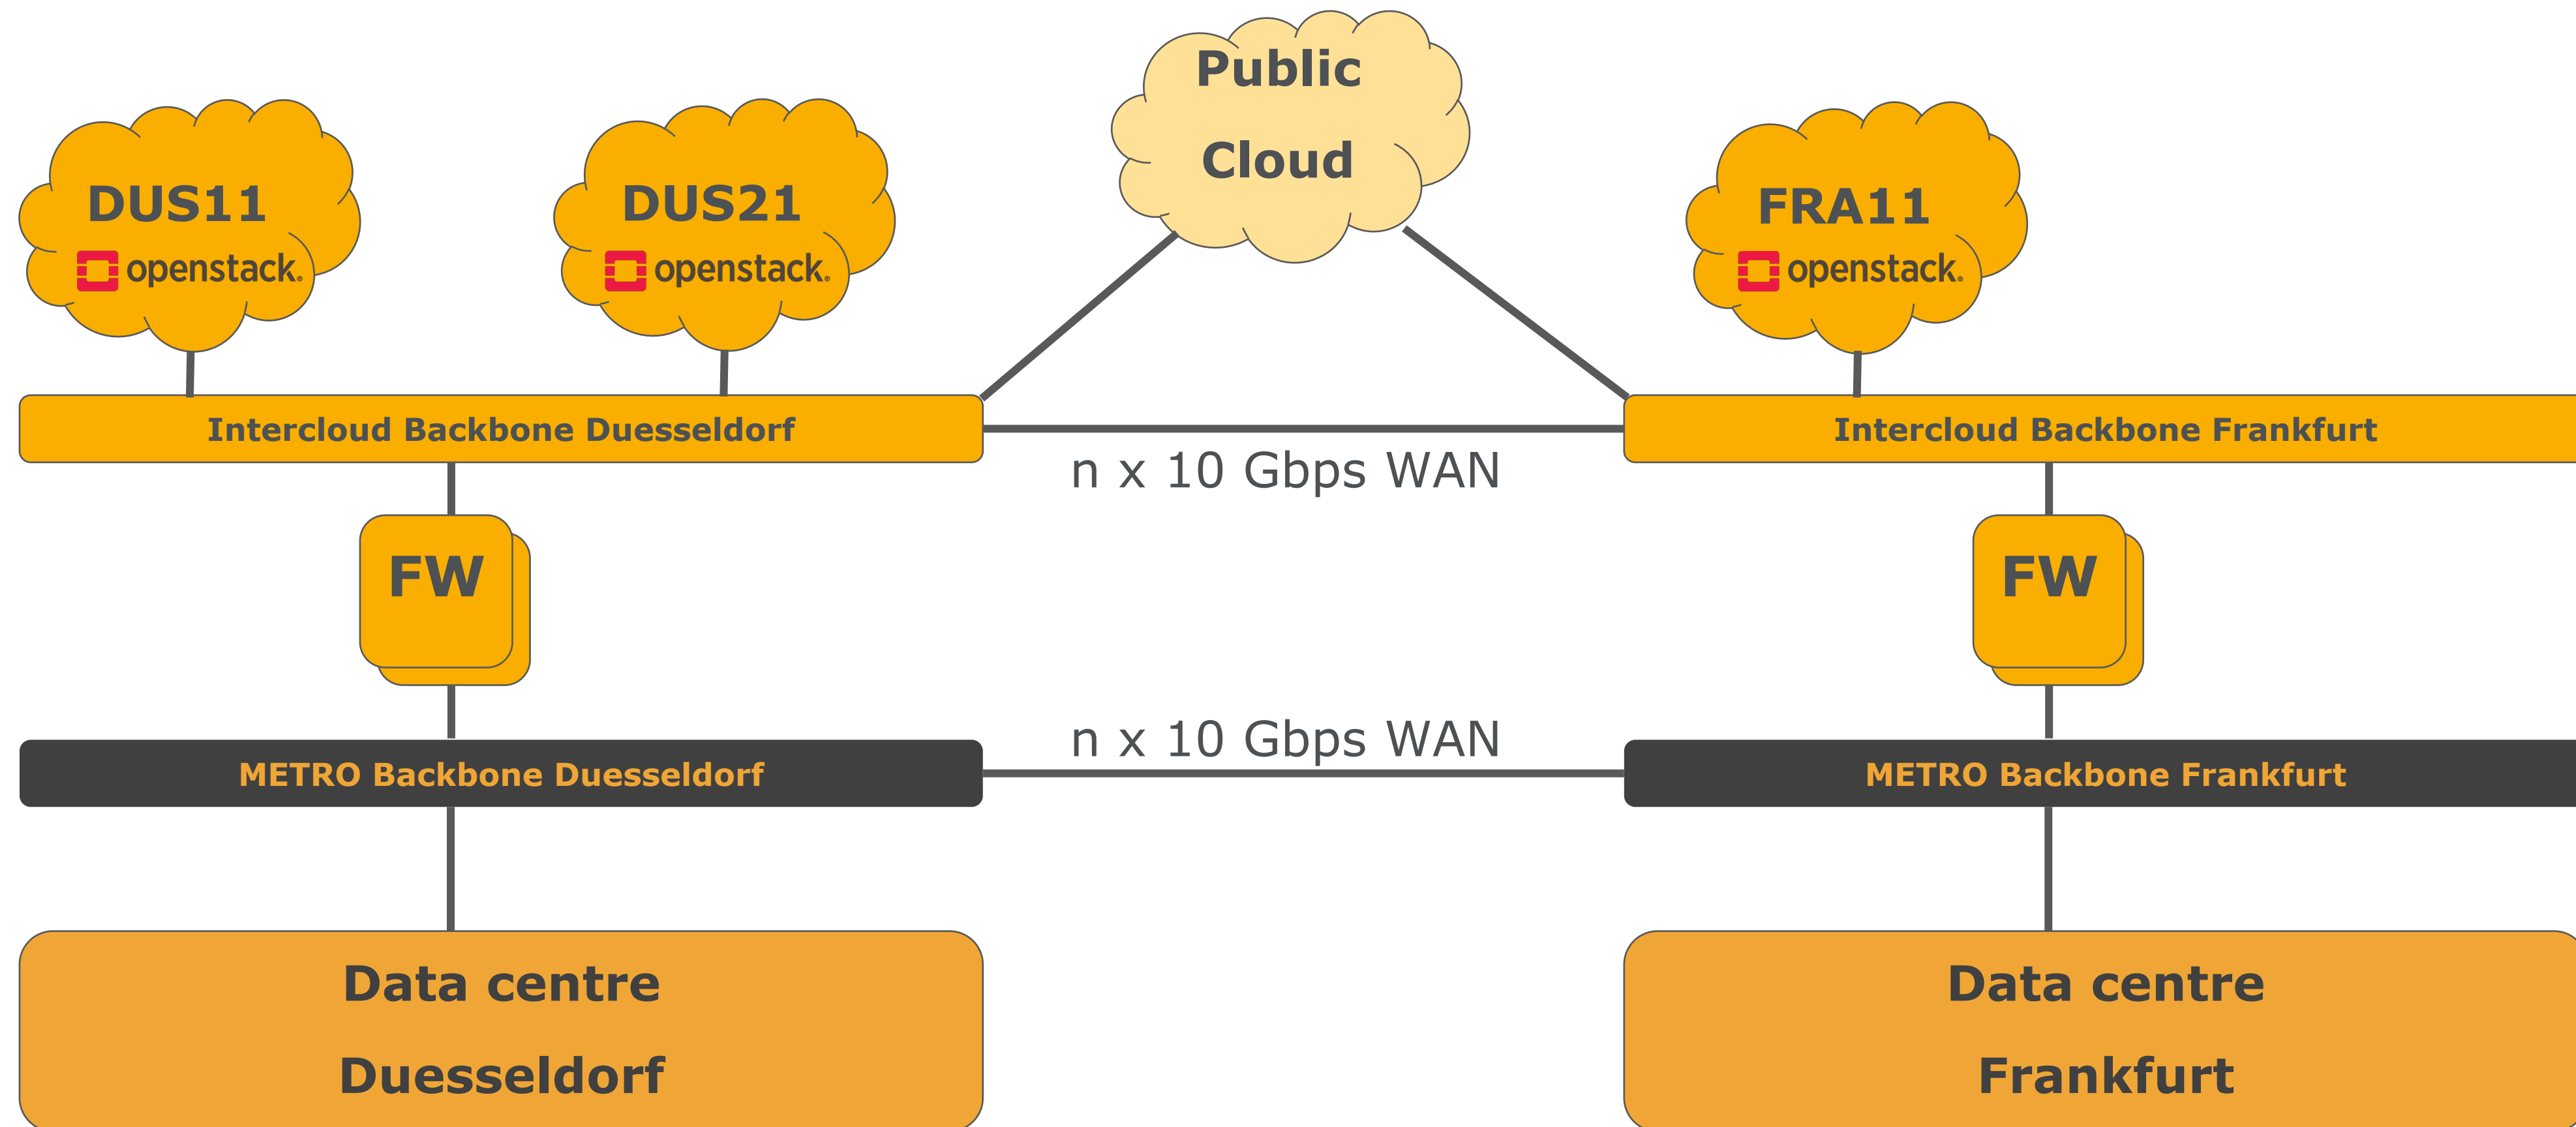 Public
Cloud
DUS11
openstack.
DUS21
openstack.
FRA11
openstack.
Intercloud Backbone Duesseldorf
Intercloud Backbone Frankfurt
n x 10 Gbps WAN
FW
FW
n x 10 Gbps WAN
METRO Backbone Duesseldorf
METRO Backbone Frankfurt
Data centre
Duesseldorf
Data centre
Frankfurt